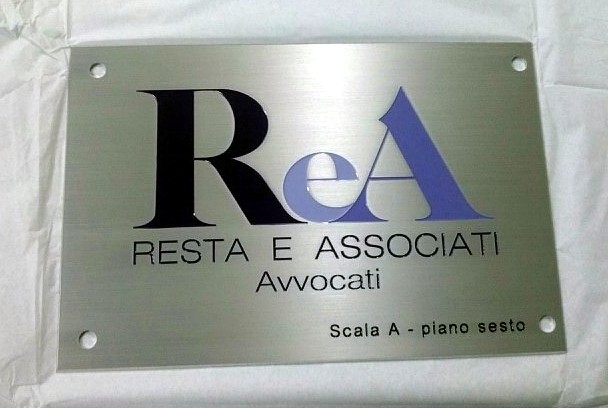 ReA
RESTA E ASSOCIATI
Avvocati
Scala A - piano sesto